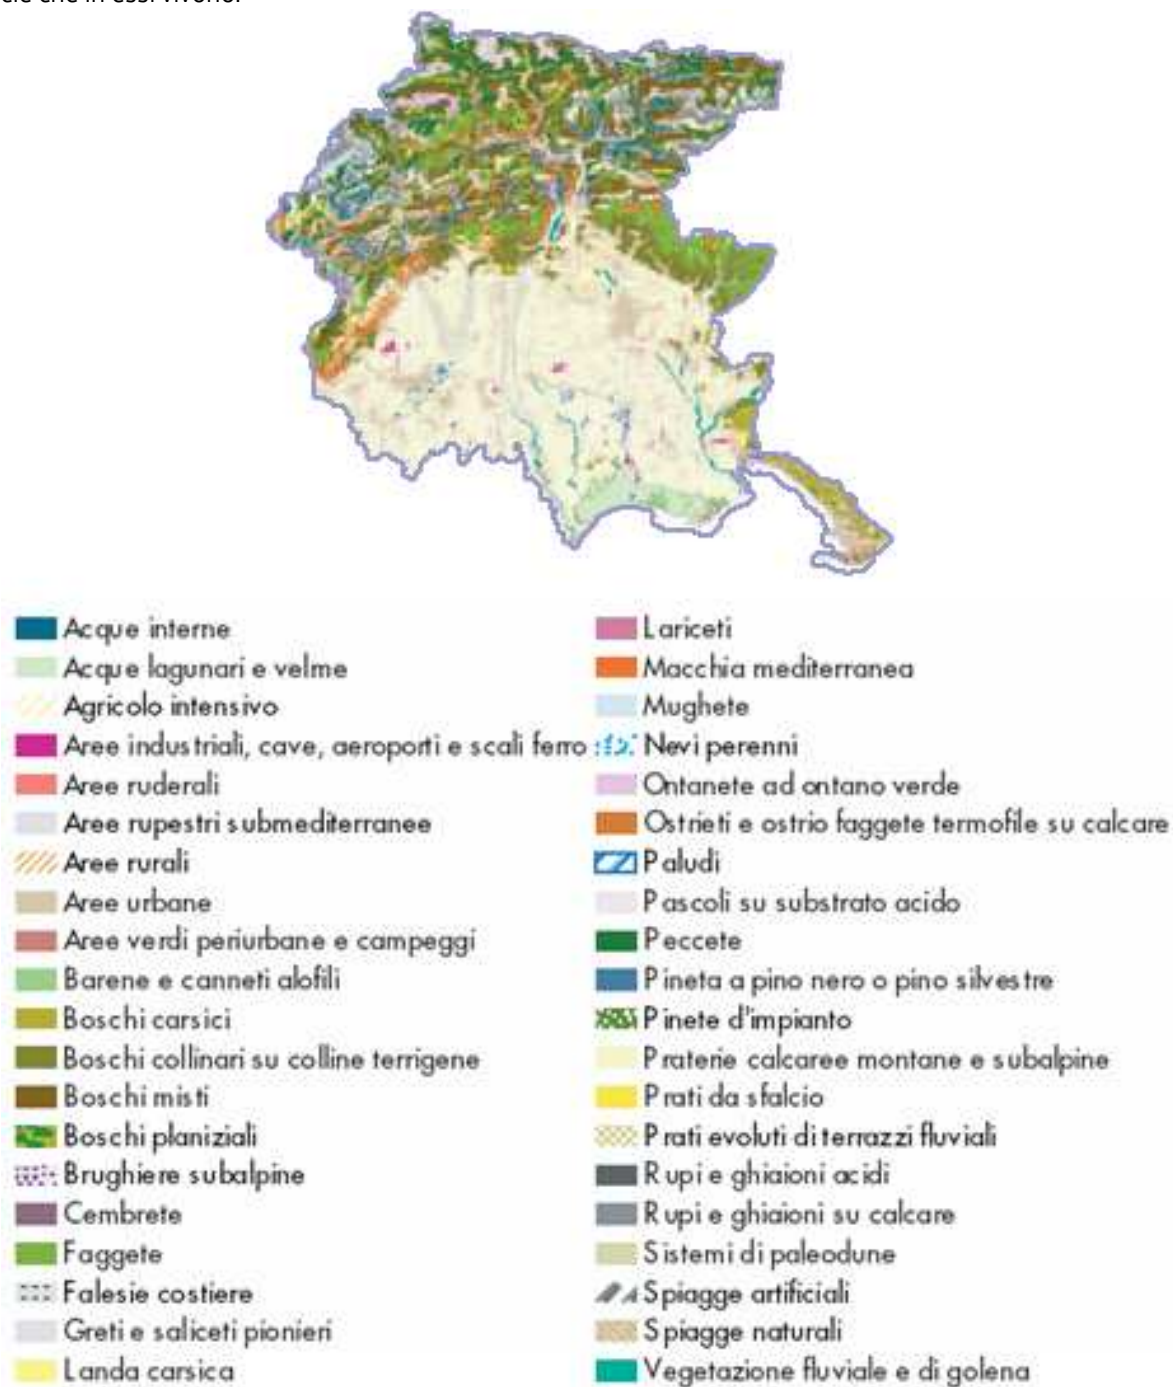 che in essi vivono.
Acque interne
Acque lagunari e velme
Agricolo intensivo
Aree industriali, cave, aeroporti e scali ferro
Aree ruderali
Aree rupestri submediterranee
Aree rurali
Aree urbane
Aree verdi periurbane e campeggi
Barene e canneti alofili
Boschi carsici
Boschi collinari su colline terrigene
Boschi misti
Boschi planiziali
Brughiere subalpine
Cembrete
Faggete
Falesie costiere
Greti e saliceti pionieri
Landa carsica
Lariceti
Macchia mediterranea
Mughete
Nevi perenni
Ontanete ad ontano verde
Ostrieti e ostrio faggete termofile su calcare
Paludi
Pascoli su substrato acido
Peccete
Pineta a pino nero o pino silvestre
Pinete d'impianto
Praterie calcaree montane e subalpine
Prati da sfalcio
Prati evoluti di terrazzi fluviali
Rupi e ghiaioni acidi
Rupi e ghiaioni su calcare
Sistemi di paleodune
Spiagge artificiali
Spiagge naturali
Vegetazione fluviale e di golena